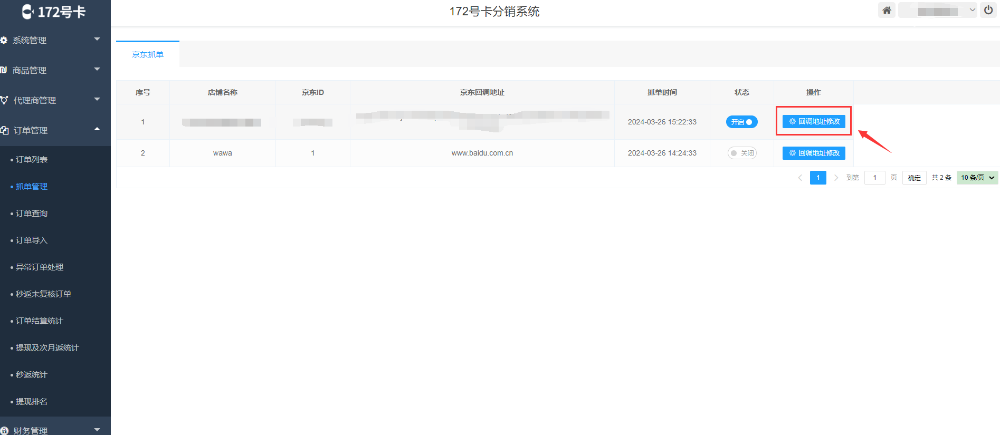 172号卡
172号卡分销系统
系统管理
商品管理
代理商管理
订单管理
订单列表
抓单管理
订单查询
订单导入
异常订单处理
秒返未复核订单
订单结算统计
提现及次月返统计
秒返统计
提现排名
财务管理
京东抓单
序号 店铺名称 京东ID 京东回调地址 抓单时间 状态 操作
1 2024-03-26 15:22:33 开启 回调地址修改
2 wawa 1 www.baidu.com.cn 2024-03-26 14:24:33 关闭 回调地址修改
1 到第 1 页 确定 共 2 条 10 条/页